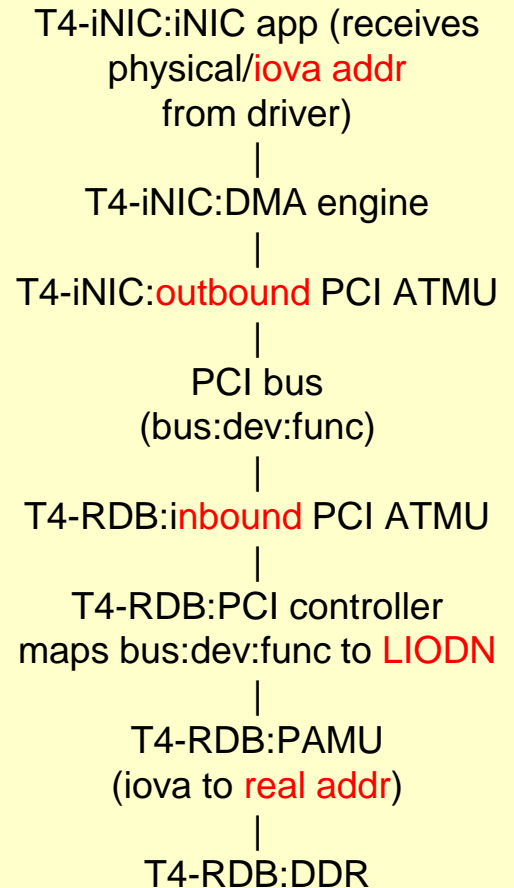 T4-iNIC:iNIC app (receives
physical/iova addr
from driver)
|
T4-iNIC:DMA engine
|
T4-iNIC:outbound PCI ATMU
|
PCI bus
(bus:dev:func)
|
T4-RDB:inbound PCI ATMU
|
T4-RDB:PCI controller
maps bus:dev:func to LIODN
|
T4-RDB:PAMU
(iova to real addr)
|
T4-RDB:DDR